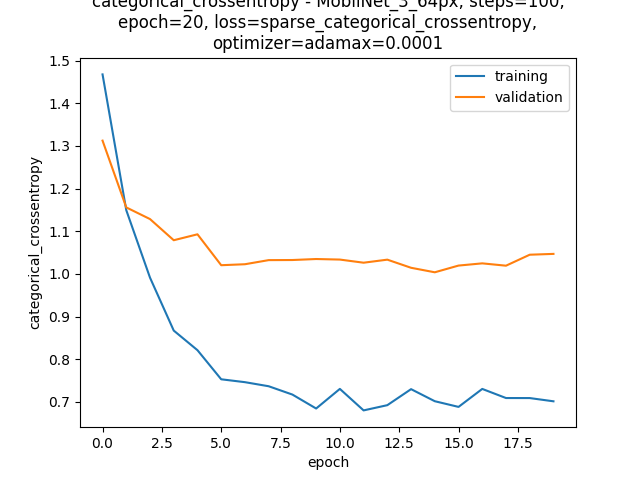 categorical_crossentropy - MobilNet_3_64px, steps=100,
epoch=20, loss=sparse_categorical_crossentropy,
optimizer=adamax=0.0001
training
validation
1.5
1.4
1.3
1.2
1.1
1.0
0.9
0.8
0.7
categorical_crossentropy
0.0 2.5 5.0 7.5 10.0 12.5 15.0 17.5
epoch